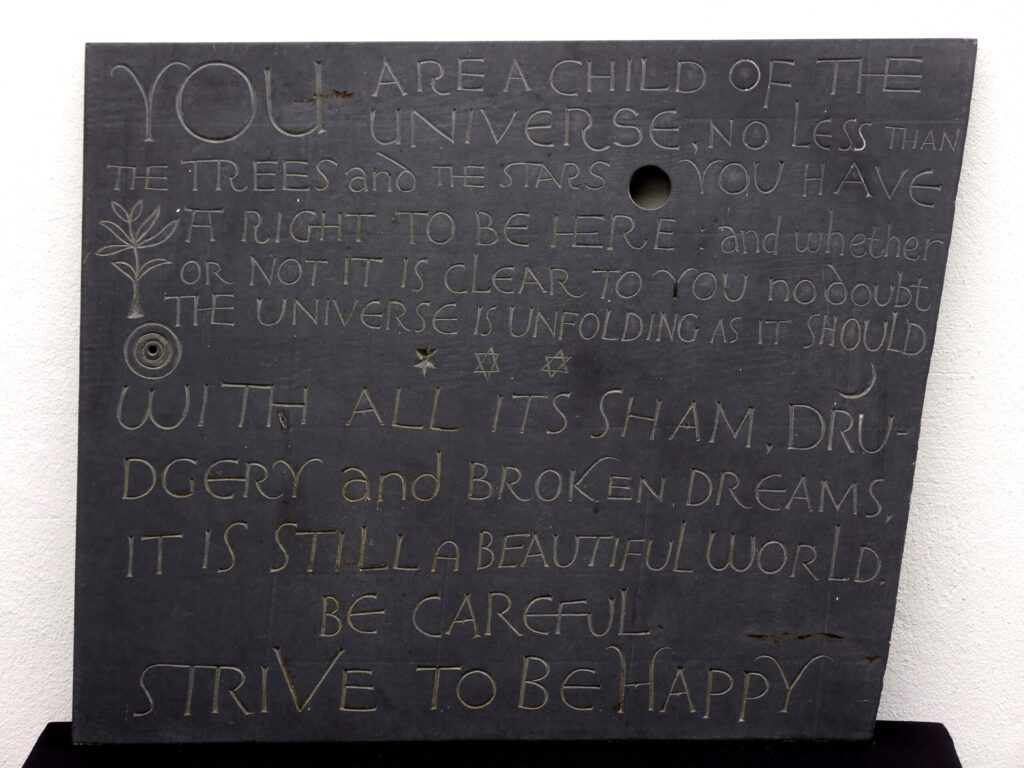 YOU ARE A CHILD OF THE
UNIVERSE, NO LESS THAN
THE TREES and THE STARS YOU HAVE
A RIGHT TO BE HERE: and whether
OR NOT IT IS CLEAR TO YOU no doubt
THE UNIVERSE IS UNFOLDING AS IT SHOULD
WITH ALL ITS SHAM, DRU-
DGERY and BROKEN DREAMS,
IT IS STILL A BEAUTIFUL WORLD.
BE CAREFUL.
STRIVE TO BE HAPPY